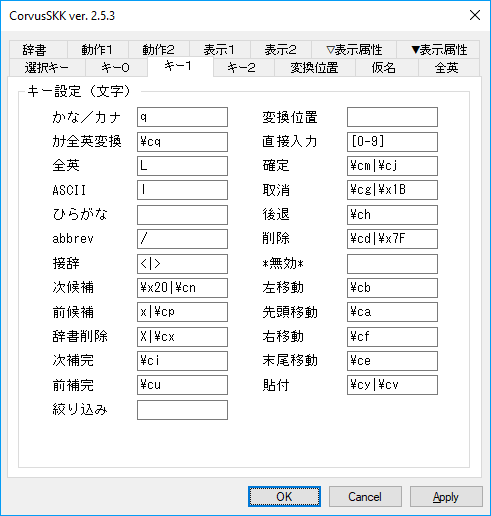 CorvusSKK ver. 2.5.3
辞書 動作1 動作2 表示1 表示2 ▽表示属性 ▼表示属性
選択キー キー0 キー1 キー2 変換位置 仮名 全英
キー設定（文字）
かな／カナ q
ｶﾅ全英変換 \cq
全英 L
ASCII l
ひらがな
abbrev /
接辞 <|>
次候補 \x20|\cn
前候補 x|\cp
辞書削除 X|\cx
次補完 \ci
前補完 \cu
絞り込み
変換位置
直接入力 [0-9]
確定 \cm|\cj
取消 \cg|\x1B
後退 \ch
削除 \cd|\x7F
*無効*
左移動 \cb
先頭移動 \ca
右移動 \cf
末尾移動 \ce
貼付 \cy|\cv
OK Cancel Apply